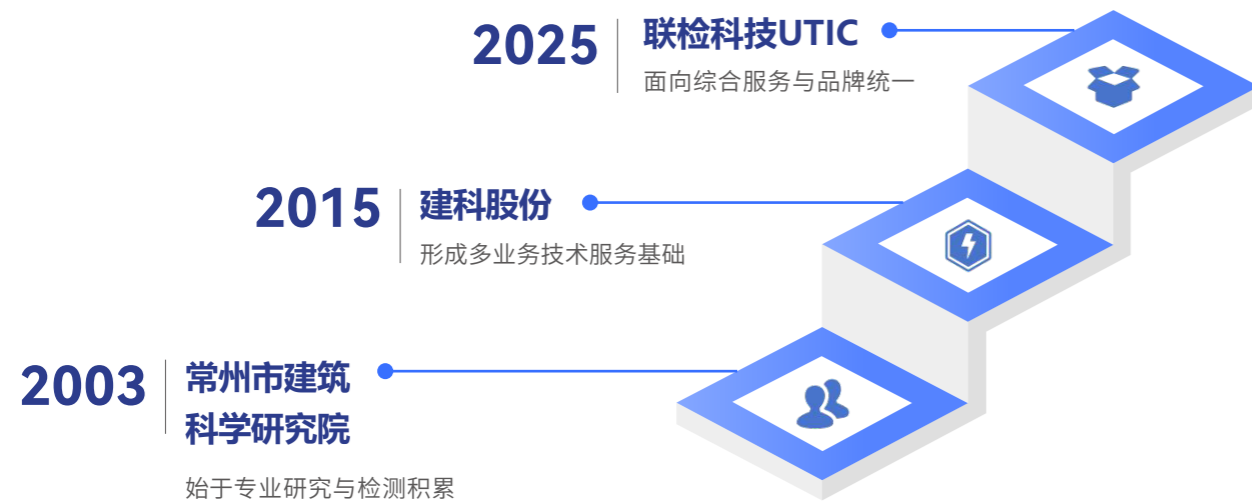 2025
联检科技UTIC
面向综合服务与品牌统一
2015
建科股份
形成多业务技术服务基础
2003
常州市建筑
科学研究院
始于专业研究与检测积累